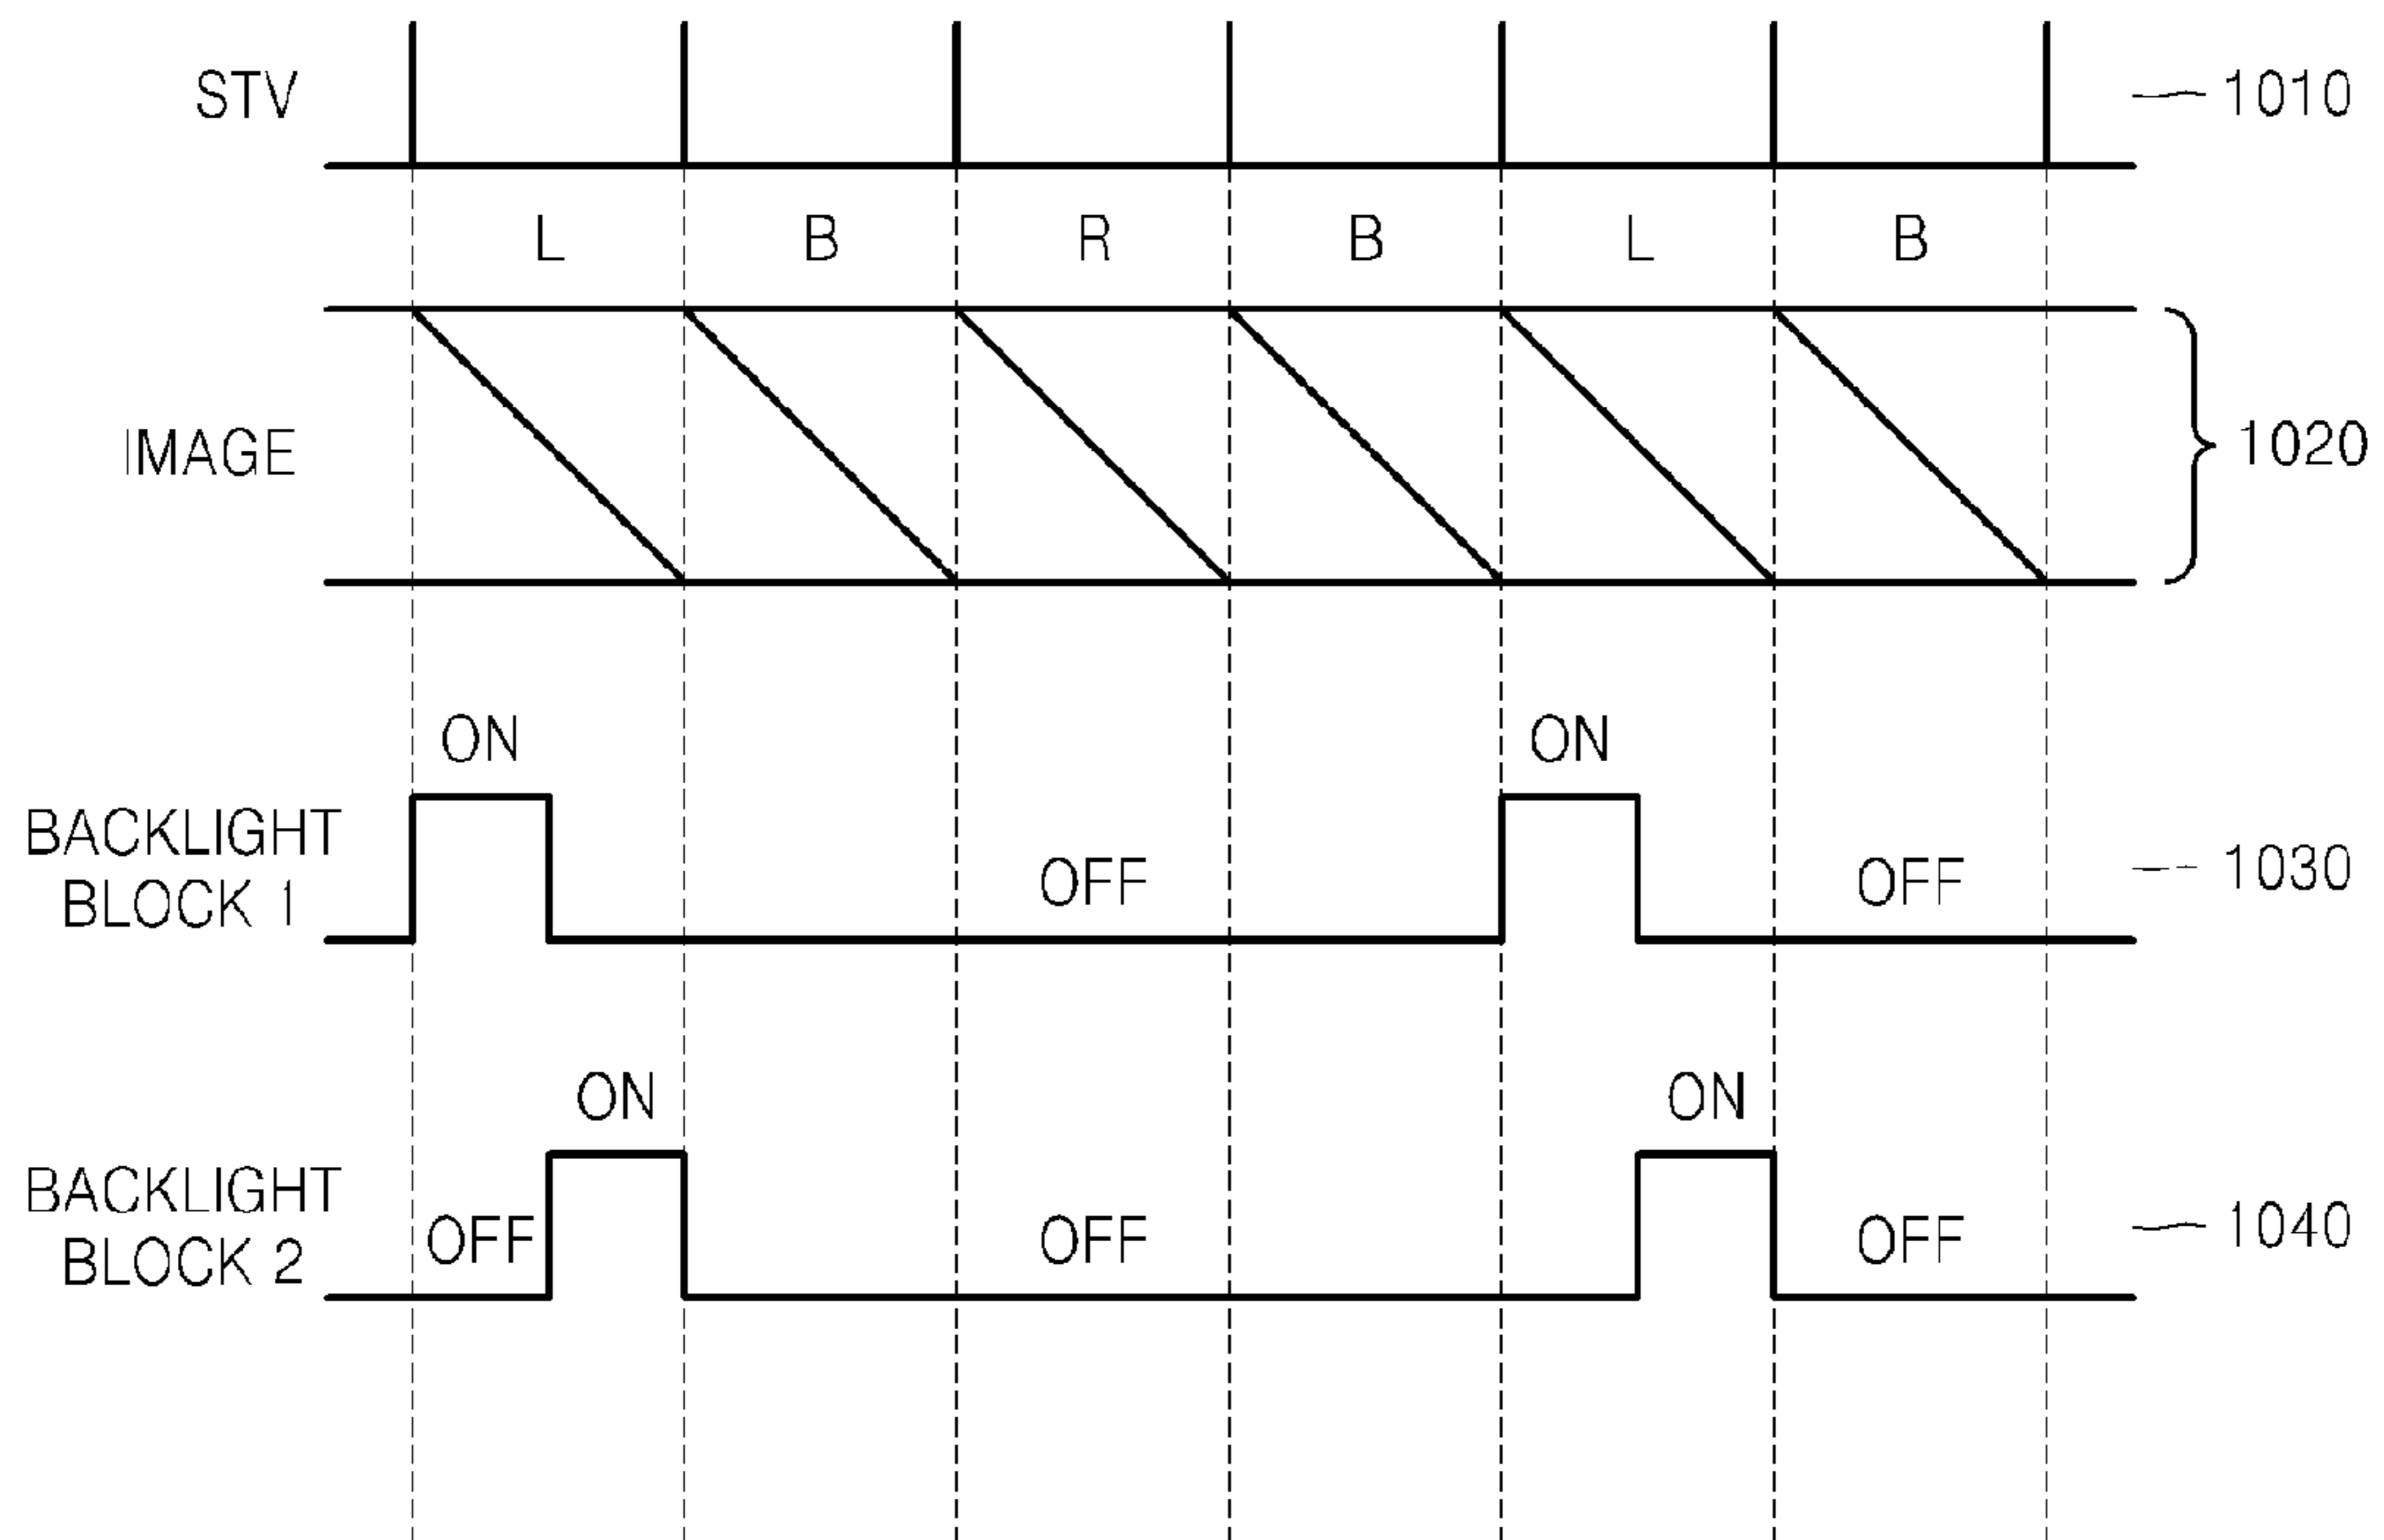 STV
1010
L B R B L B
IMAGE
1020
ON ON
BACKLIGHT
BLOCK 1
OFF OFF
1030
ON ON
BACKLIGHT
BLOCK 2
OFF OFF OFF
1040